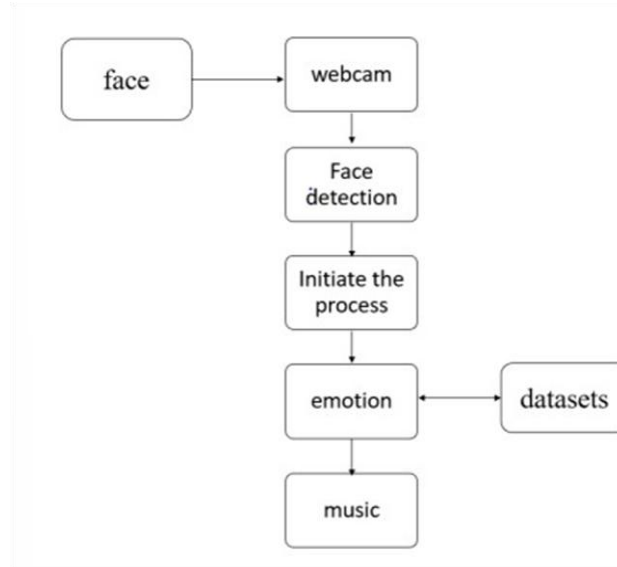 face
webcam
Face
detection
Initiate the
process
emotion
datasets
music